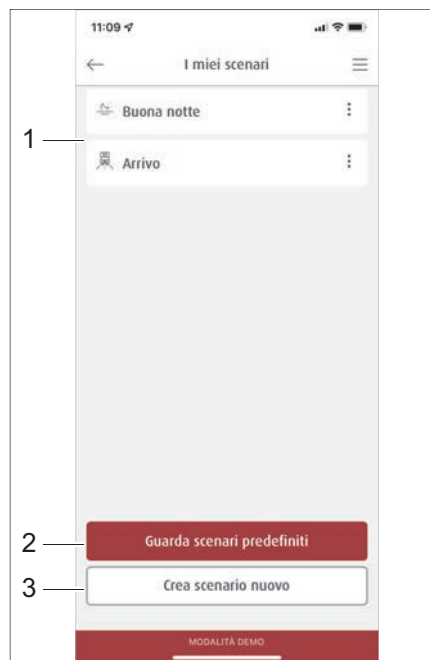 11:09
I miei scenari
Buona notte
1
Arrivo
2
Guarda scenari predefiniti
3
Crea scenario nuovo
MODALITÀ DEMO